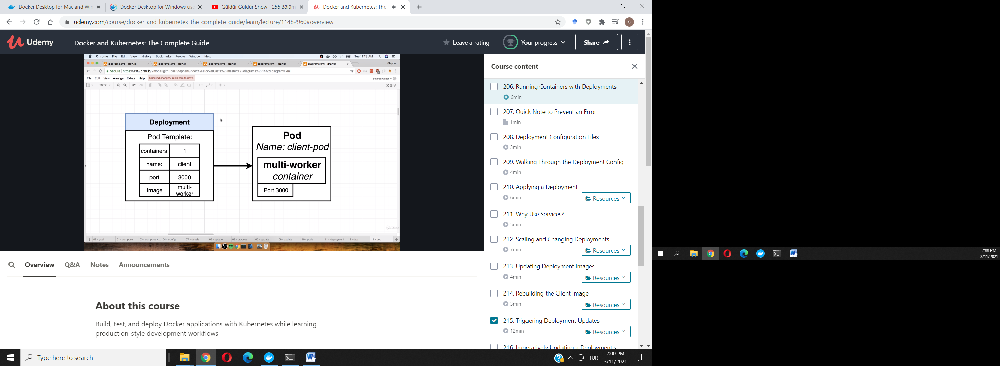 Docker Desktop for Mac and Win
Docker Desktop for Windows use
Güldür Güldür Show - 255.Bölüm
Docker and Kubernetes: The
udemy.com/course/docker-and-kubernetes-the-complete-guide/learn/lecture/11482960#overview
S
Udemy
Docker and Kubernetes: The Complete Guide
Leave a rating
Your progress
Share
Chrome File Edit View History Bookmarks People Window Help
Tue 11:13 AM
diagrams.xml - draw.io
diagrams.xml - draw.io
diagrams.xml - draw.io
diagrams.xml - draw.io
diagrams.xml - draw.io
Stephen
Secure
https://www.draw.io/?mode=github#HStephenGrider%2FDockerCasts%2Fmaster%2Fdiagrams%2F14%2Fdiagrams.xml
File Edit View Arrange Extras Help
Unsaved changes. Click here to save.
Stephen Grider
200%
Deployment
Pod Template:
containers: 1
name: client
port 3000
image multi-worker
Pod
Name: client-pod
multi-worker
container
Port 3000
02 - goal
01 - compose
03 - compose k...
04 - config
07 - details
08 - update
09 - process
05 - update
06 - update
10 - pods
11 - deployment
12 - dep
14 - dep
Course content
206. Running Containers with Deployments
6min
207. Quick Note to Prevent an Error
1min
208. Deployment Configuration Files
3min
209. Walking Through the Deployment Config
4min
210. Applying a Deployment
6min
Resources
211. Why Use Services?
5min
212. Scaling and Changing Deployments
7min
Resources
213. Updating Deployment Images
4min
Resources
214. Rebuilding the Client Image
3min
Resources
215. Triggering Deployment Updates
12min
Resources
216. Imperatively Updating a Deployment's
Overview
Q&A
Notes
Announcements
About this course
Build, test, and deploy Docker applications with Kubernetes while learning
production-style development workflows
Type here to search
TUR
7:00 PM
3/11/2021
7:00 PM
3/11/2021